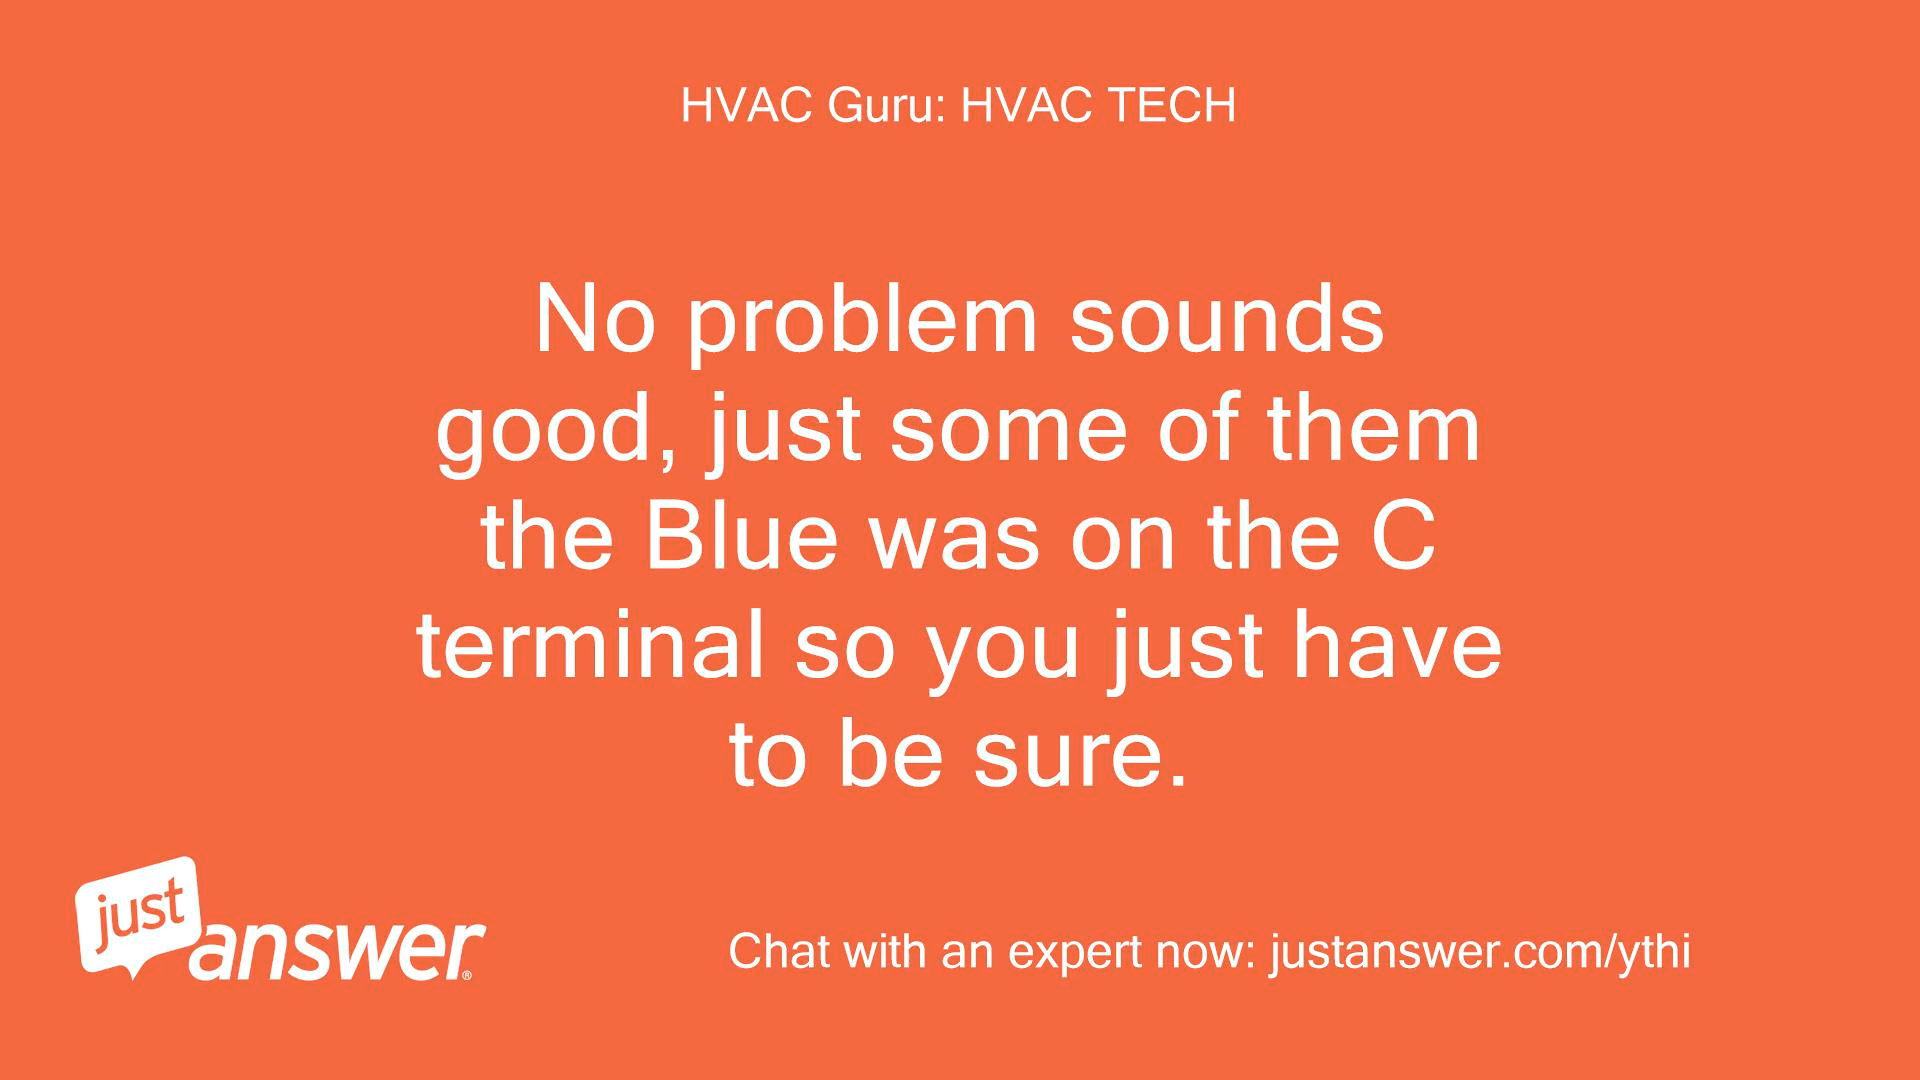 HVAC Guru: HVAC TECH
No problem sounds
good, just some of them
the Blue was on the C
terminal so you just have
to be sure.
just
answer®
Chat with an expert now: justanswer.com/ythi